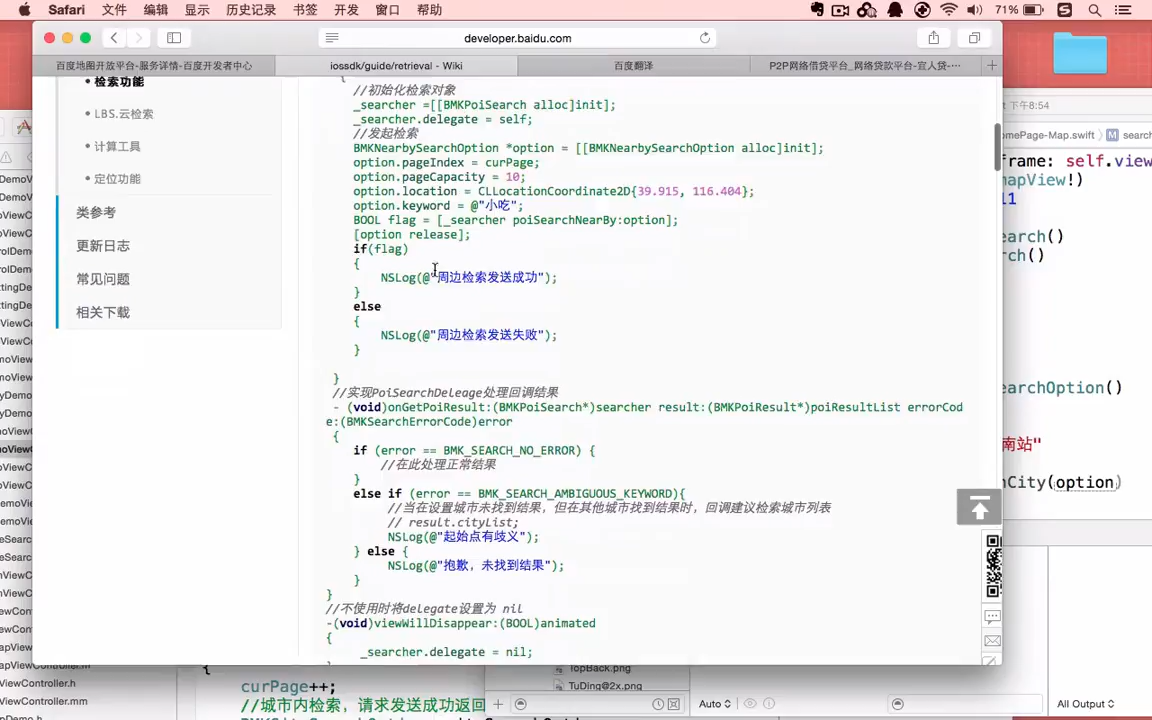 Safari 文件 编辑 显示 历史记录 书签 开发 窗口 帮助 71%
developer.baidu.com
百度地图开放平台-服务详情-百度开发者中心 iossdk/guide/retrieval - Wiki 百度翻译 P2P网络借贷平台_网络贷款平台-宜人贷-···
• 检索功能
• LBS.云检索
• 计算工具
• 定位功能
类参考
更新日志
常见问题
相关下载
{
//初始化检索对象
_searcher =[[BMKPoiSearch alloc]init];
_searcher.delegate = self;
//发起检索
BMKNearbySearchOption *option = [[BMKNearbySearchOption alloc]init];
option.pageIndex = curPage;
option.pageCapacity = 10;
option.location = CLLocationCoordinate2D{39.915, 116.404};
option.keyword = @"小吃";
BOOL flag = [_searcher poiSearchNearBy:option];
[option release];
if(flag)
{
NSLog(@"周边检索发送成功");
}
else
{
NSLog(@"周边检索发送失败");
}
}
//实现PoiSearchDeleage处理回调结果
- (void)onGetPoiResult:(BMKPoiSearch*)searcher result:(BMKPoiResult*)poiResultList errorCod
e:(BMKSearchErrorCode)error
{
if (error == BMK_SEARCH_NO_ERROR) {
//在此处理正常结果
}
else if (error == BMK_SEARCH_AMBIGUOUS_KEYWORD){
//当在设置城市未找到结果，但在其他城市找到结果时，回调建议检索城市列表
// result.cityList;
NSLog(@"起始点有歧义");
} else {
NSLog(@"抱歉，未找到结果");
}
}
//不使用时将delegate设置为 nil
-(void)viewWillDisappear:(BOOL)animated
{
_searcher.delegate = nil;
下午8:54
omePage-Map.swift M search
frame: self.view
mapView!)
11
earch()
rch()
earchOption()
南站"
nCity(option)
{
curPage++;
//城市内检索，请求发送成功返回
TopBack.png
TuDing@2x.png
Auto
All Output
ViewController.h
ViewController.mm